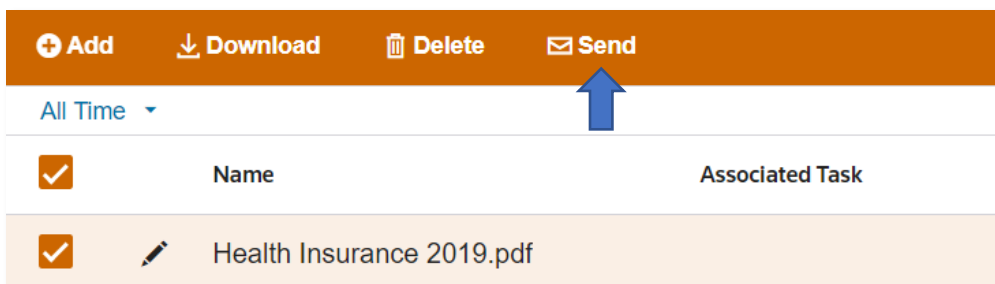 Add Download Delete Send
All Time
Name Associated Task
Health Insurance 2019.pdf